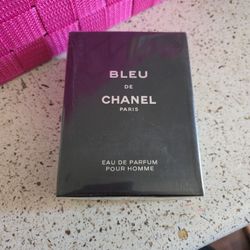 BLEU
DE
CHANEL
PARIS
EAU DE PARFUM
POUR HOMME